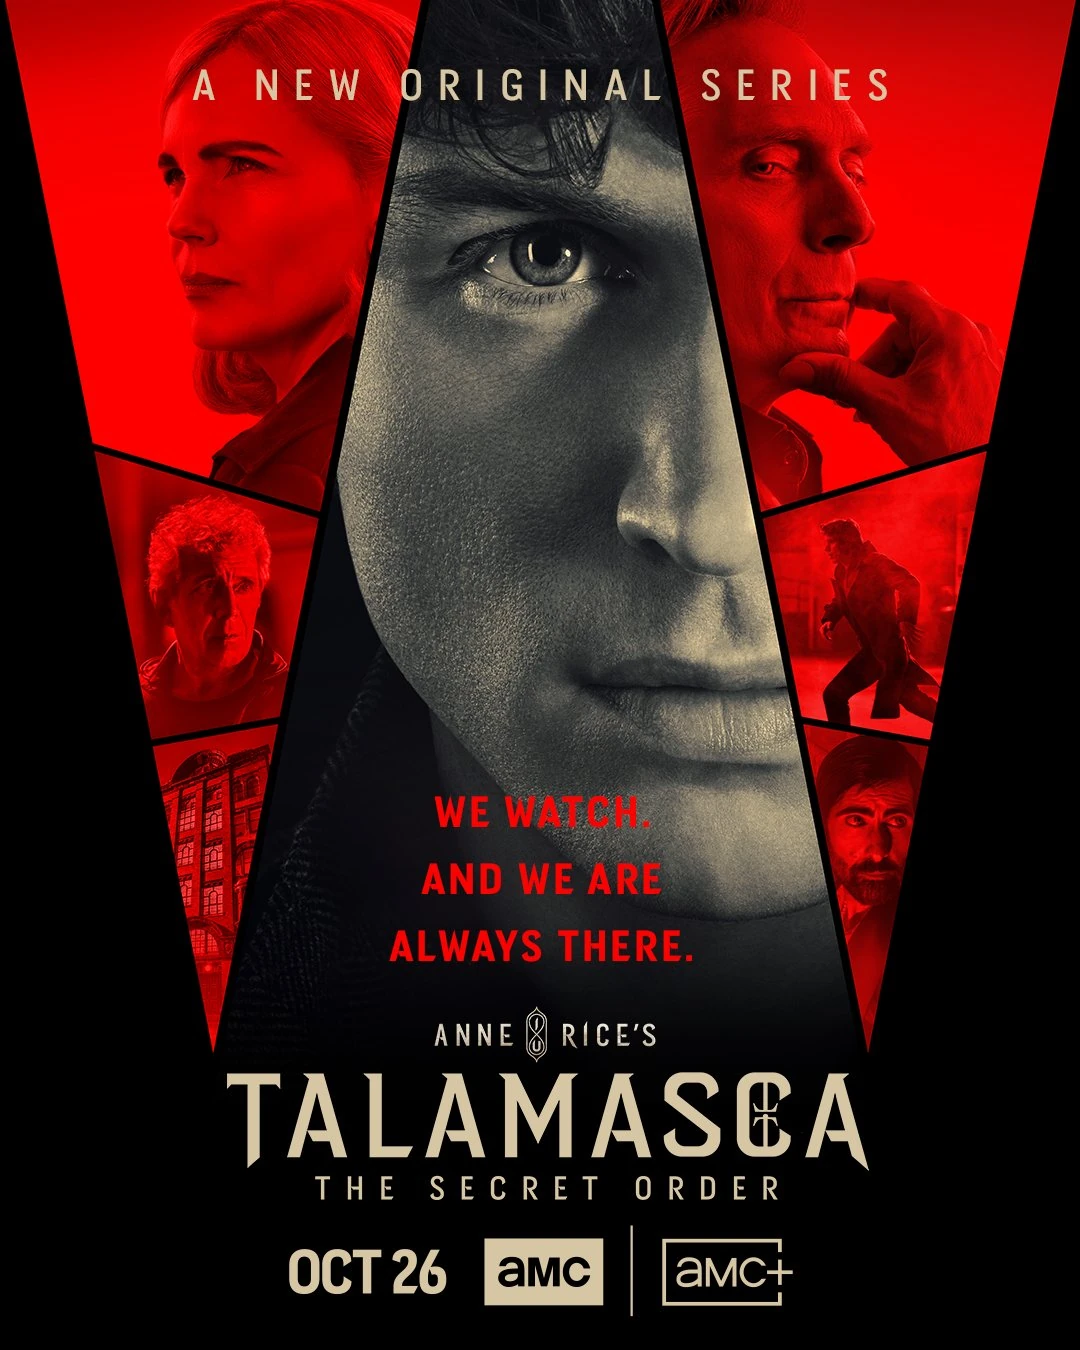 A NEW ORIGINAL SERIES
WE WATCH.
AND WE ARE
ALWAYS THERE.
ANNE RICE'S
TALAMASCA
THE SECRET ORDER
OCT 26 aMC aMC+